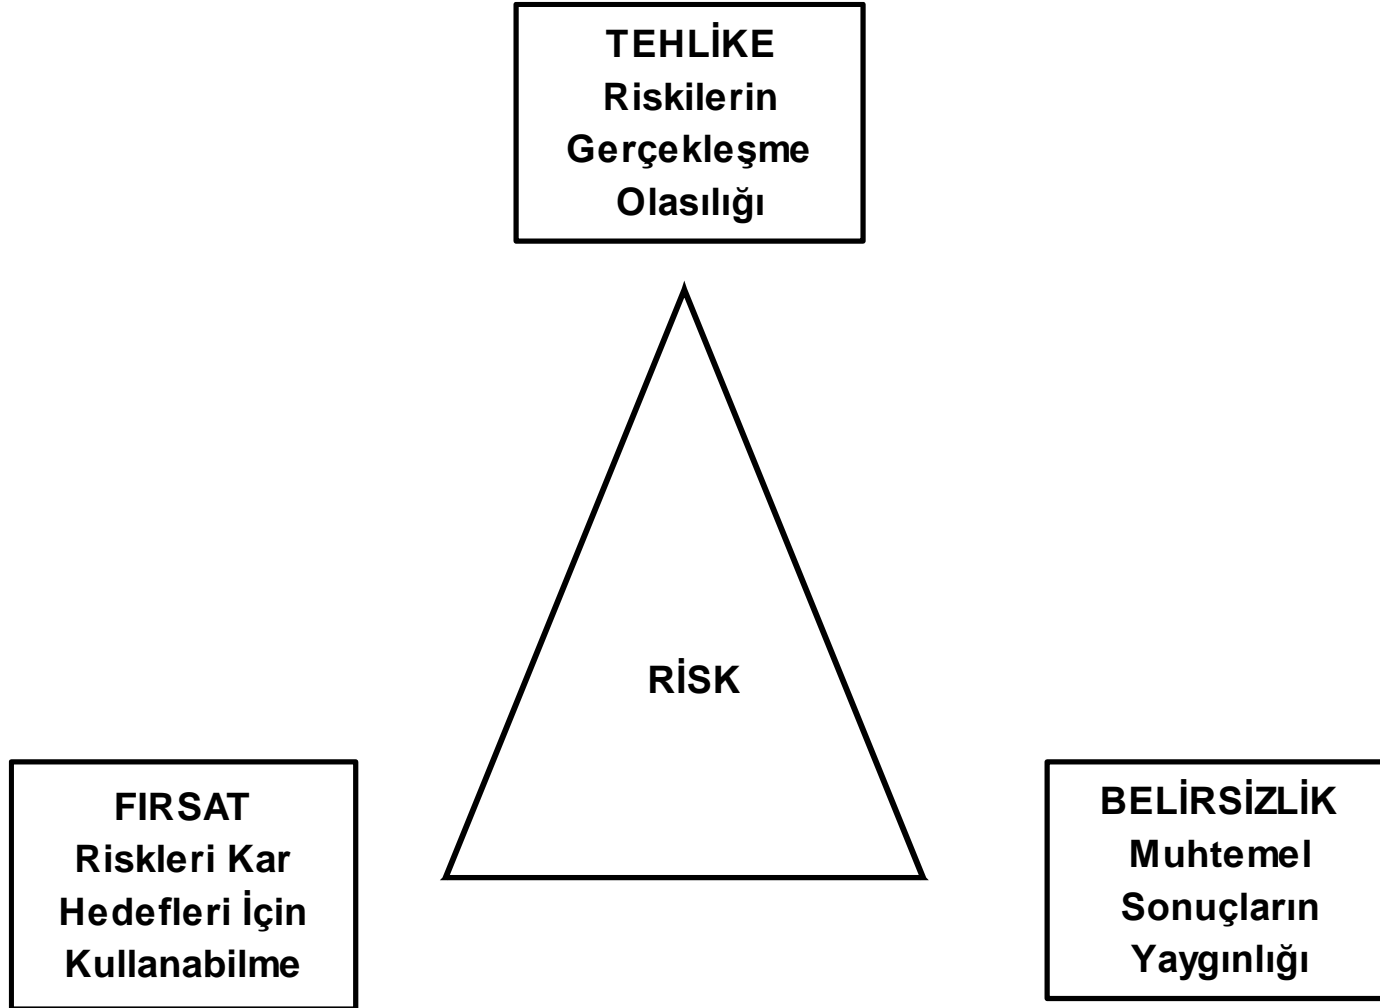 TEHLİKE
Riskilerin
Gerçekleşme
Olasılığı
RİSK
FIRSAT
Riskleri Kar
Hedefleri İçin
Kullanabilme
BELİRSİZLİK
Muhtemel
Sonuçların
Yaygınlığı